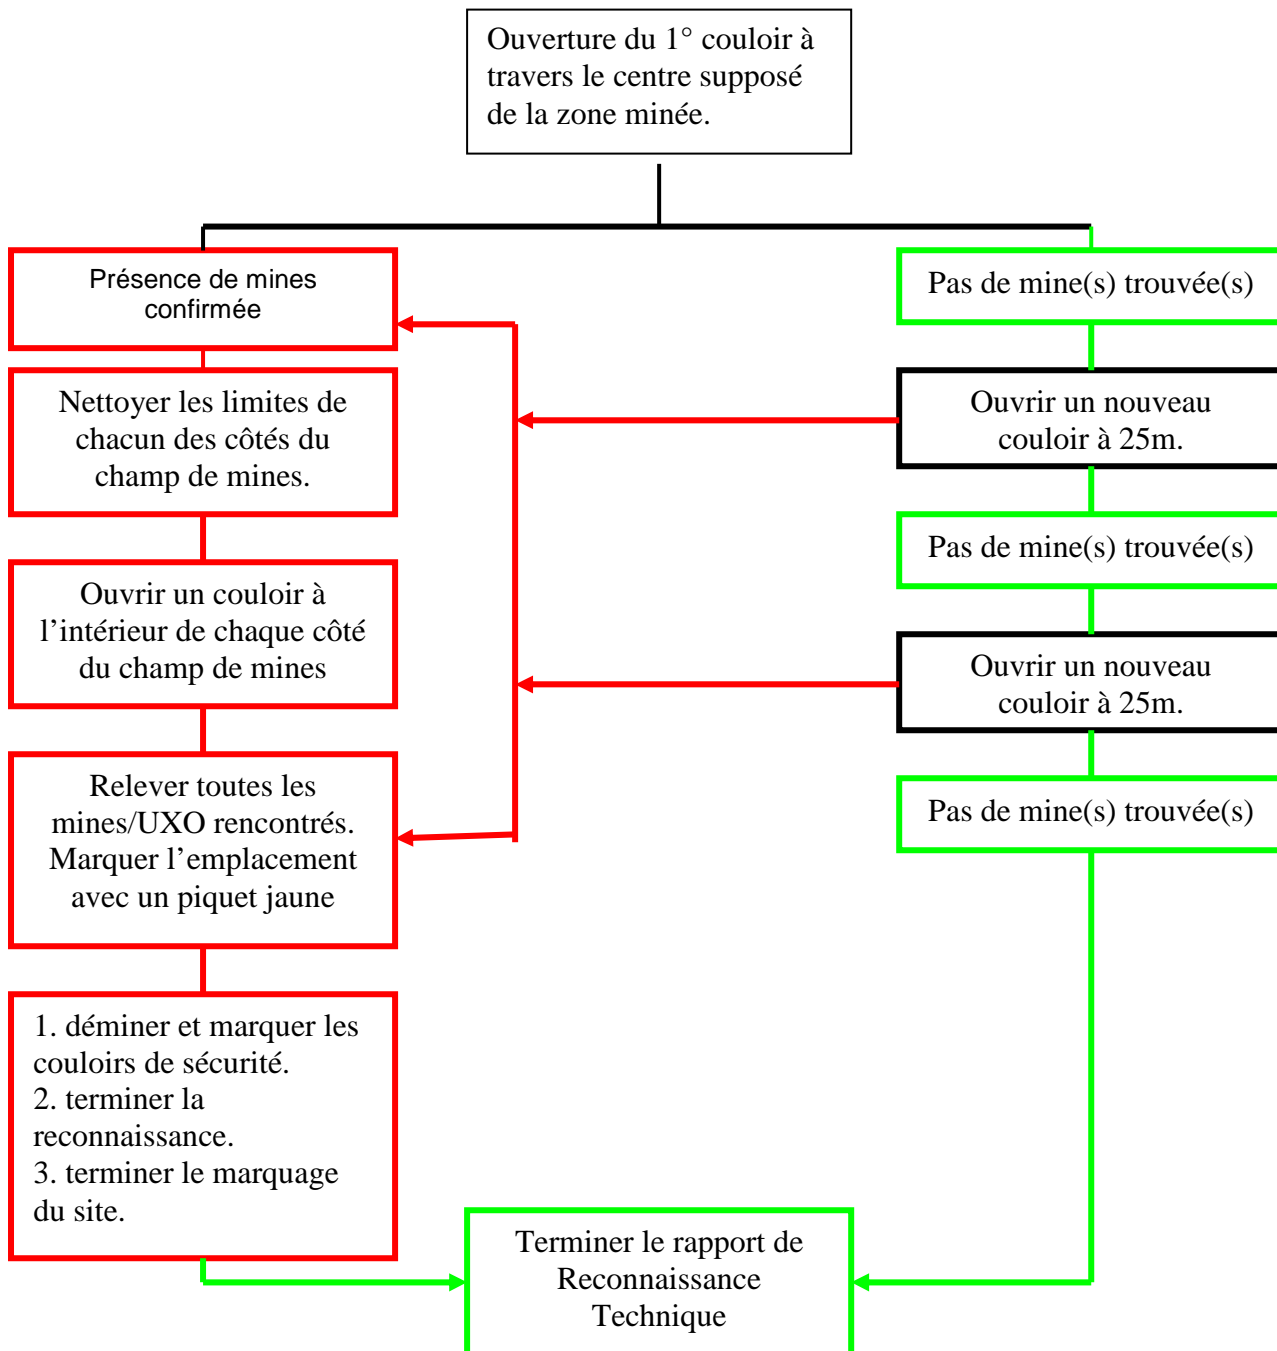 Ouverture du 1° couloir à
travers le centre supposé
de la zone minée.
Présence de mines
confirmée
Pas de mine(s) trouvée(s)
Nettoyer les limites de
chacun des côtés du
champ de mines.
Ouvrir un nouveau
couloir à 25m.
Pas de mine(s) trouvée(s)
Ouvrir un couloir à
l’intérieur de chaque côté
du champ de mines
Ouvrir un nouveau
couloir à 25m.
Relever toutes les
mines/UXO rencontrés.
Marquer l’emplacement
avec un piquet jaune
Pas de mine(s) trouvée(s)
1. déminer et marquer les
couloirs de sécurité.
2. terminer la
reconnaissance.
3. terminer le marquage
du site.
Terminer le rapport de
Reconnaissance
Technique